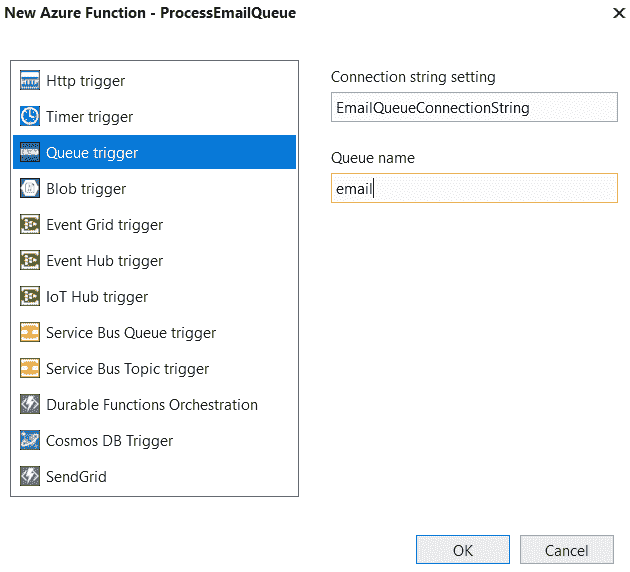 New Azure Function - ProcessEmailQueue
Http trigger
Timer trigger
Queue trigger
Blob trigger
Event Grid trigger
Event Hub trigger
IoT Hub trigger
Service Bus Queue trigger
Service Bus Topic trigger
Durable Functions Orchestration
Cosmos DB Trigger
SendGrid
Connection string setting
EmailQueueConnectionString
Queue name
email
OK
Cancel